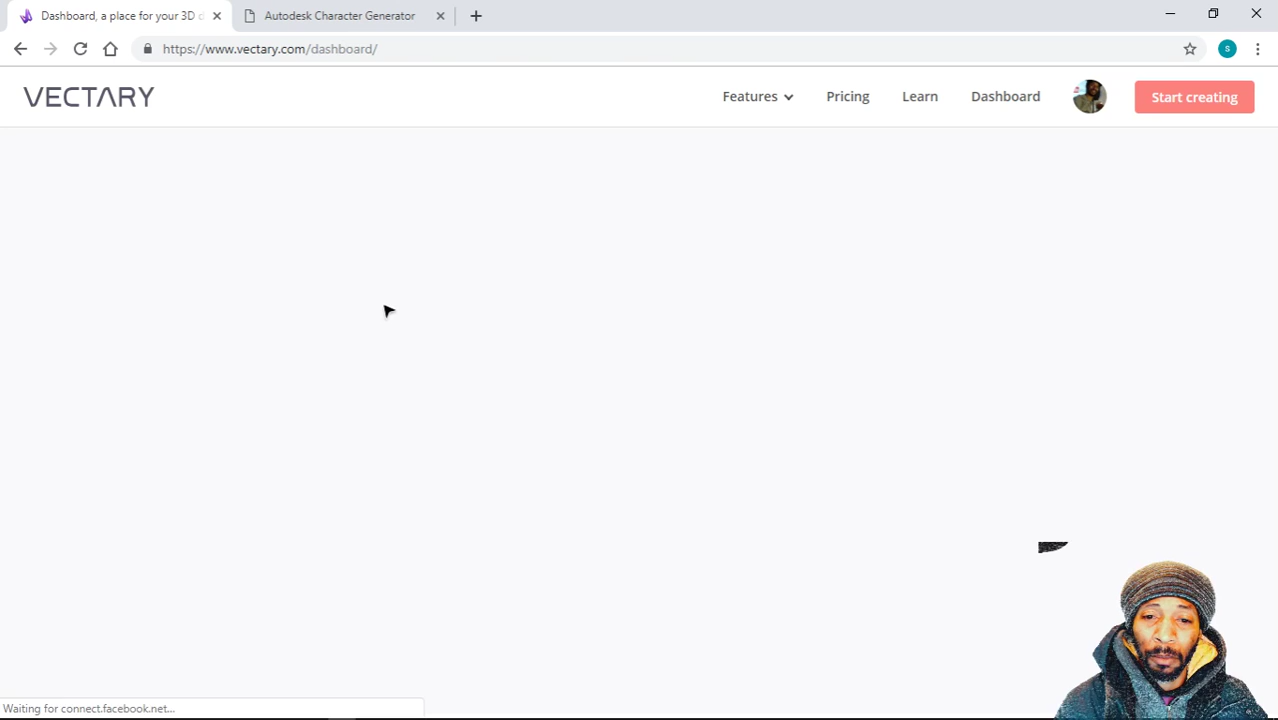 Dashboard, a place for your 3D d
Autodesk Character Generator
https://www.vectary.com/dashboard/
S
VECTARY
Features
Pricing
Learn
Dashboard
Start creating
Waiting for connect.facebook.net...